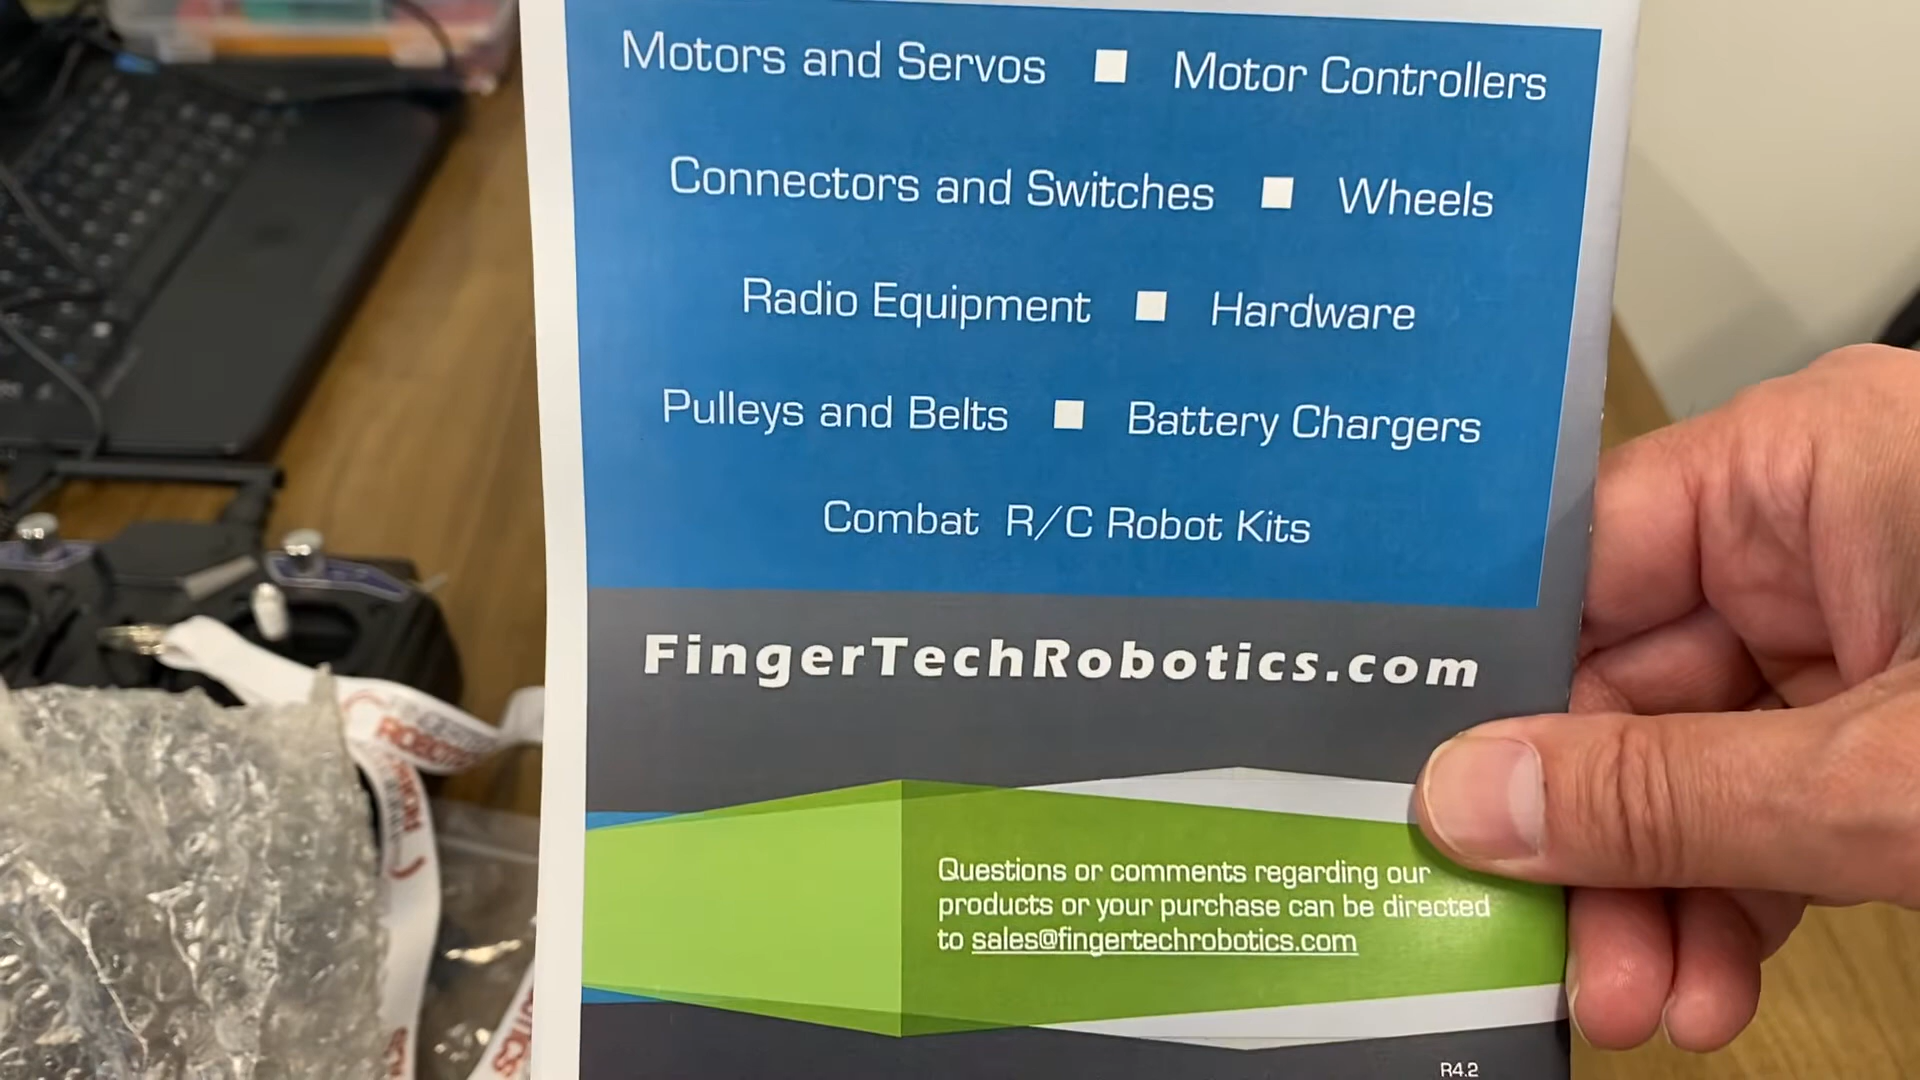 Motors and Servos ■ Motor Controllers
Connectors and Switches ■ Wheels
Radio Equipment ■ Hardware
Pulleys and Belts ■ Battery Chargers
Combat R/C Robot Kits
FingerTechRobotics.com
Questions or comments regarding our
products or your purchase can be directed
to sales@fingertechrobotics.com
R4.2